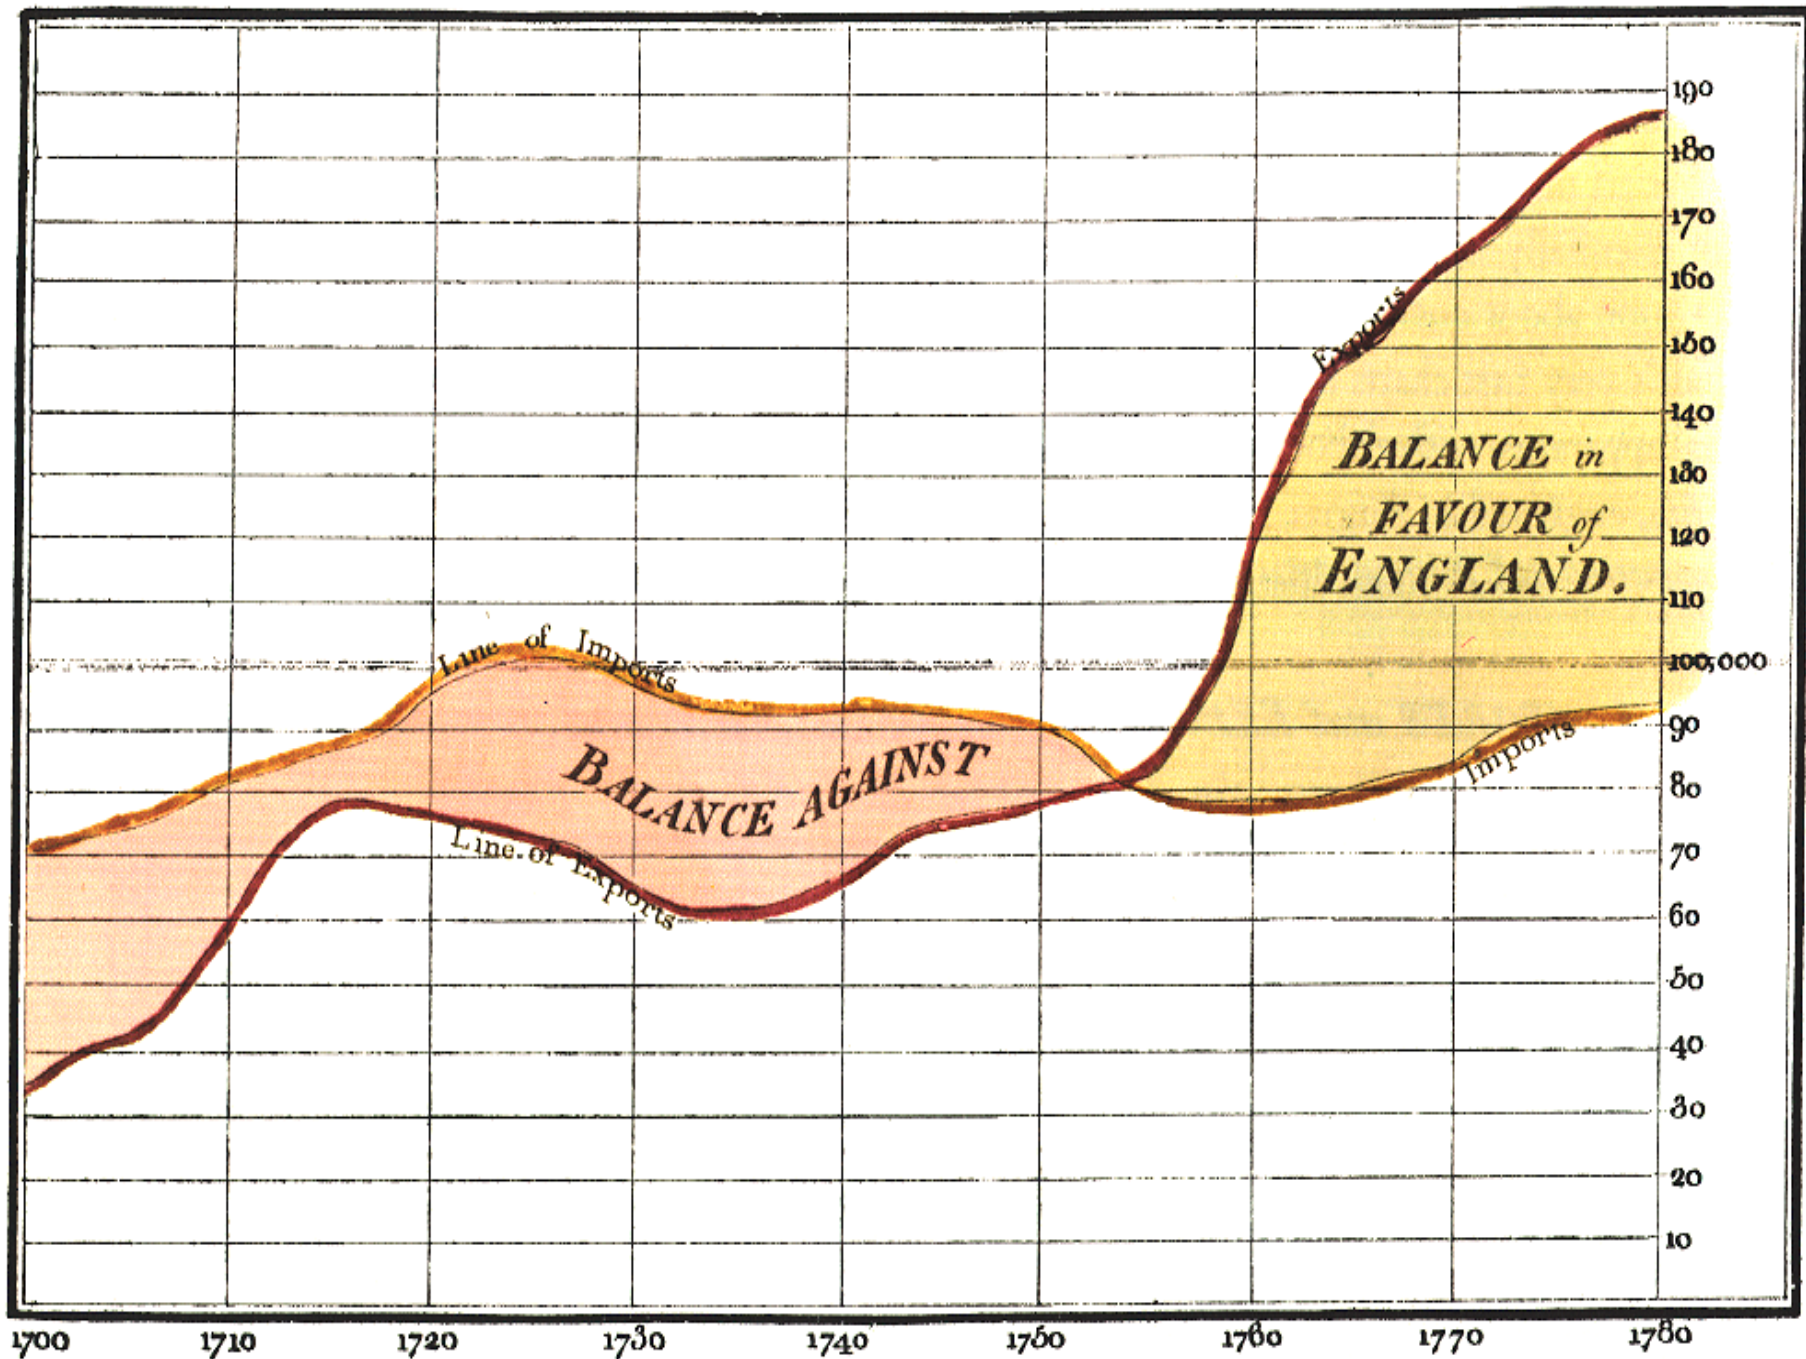 190
180
170
160
150
140
130
120
110
100,000
90
80
70
60
50
40
30
20
10
Exports
BALANCE in
FAVOUR of
ENGLAND.
Line of Imports
BALANCE AGAINST
Imports
Line of Exports
1700 1710 1720 1730 1740 1750 1760 1770 1780